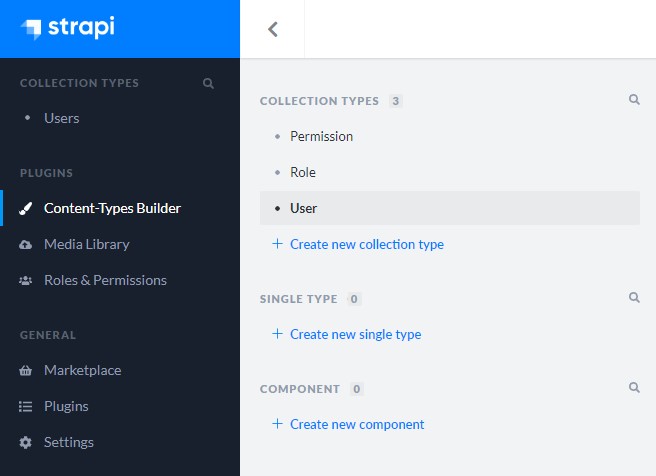 strapi
COLLECTION TYPES
Users
PLUGINS
Content-Types Builder
Media Library
Roles & Permissions
GENERAL
Marketplace
Plugins
Settings
COLLECTION TYPES 3
Permission
Role
User
+ Create new collection type
SINGLE TYPE 0
+ Create new single type
COMPONENT 0
+ Create new component